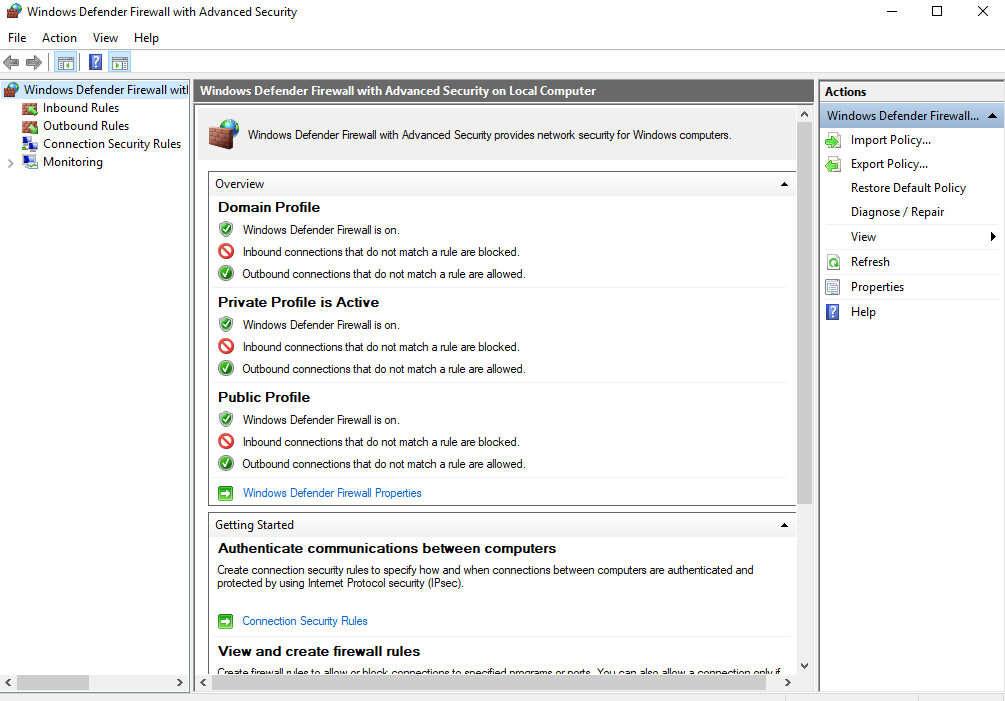 Windows Defender Firewall with Advanced Security
File Action View Help
Windows Defender Firewall wit
Inbound Rules
Outbound Rules
Connection Security Rules
Monitoring
Windows Defender Firewall with Advanced Security on Local Computer
Windows Defender Firewall with Advanced Security provides network security for Windows computers.
Overview
Domain Profile
Windows Defender Firewall is on.
Inbound connections that do not match a rule are blocked.
Outbound connections that do not match a rule are allowed.
Private Profile is Active
Windows Defender Firewall is on.
Inbound connections that do not match a rule are blocked.
Outbound connections that do not match a rule are allowed.
Public Profile
Windows Defender Firewall is on.
Inbound connections that do not match a rule are blocked.
Outbound connections that do not match a rule are allowed.
Windows Defender Firewall Properties
Getting Started
Authenticate communications between computers
Create connection security rules to specify how and when connections between computers are authenticated and
protected by using Internet Protocol security (IPsec).
Connection Security Rules
View and create firewall rules
Create firewall rules to allow or block connections to specified programs or ports. You can also allow a connection only if
Actions
Windows Defender Firewall...
Import Policy...
Export Policy...
Restore Default Policy
Diagnose / Repair
View
Refresh
Properties
Help